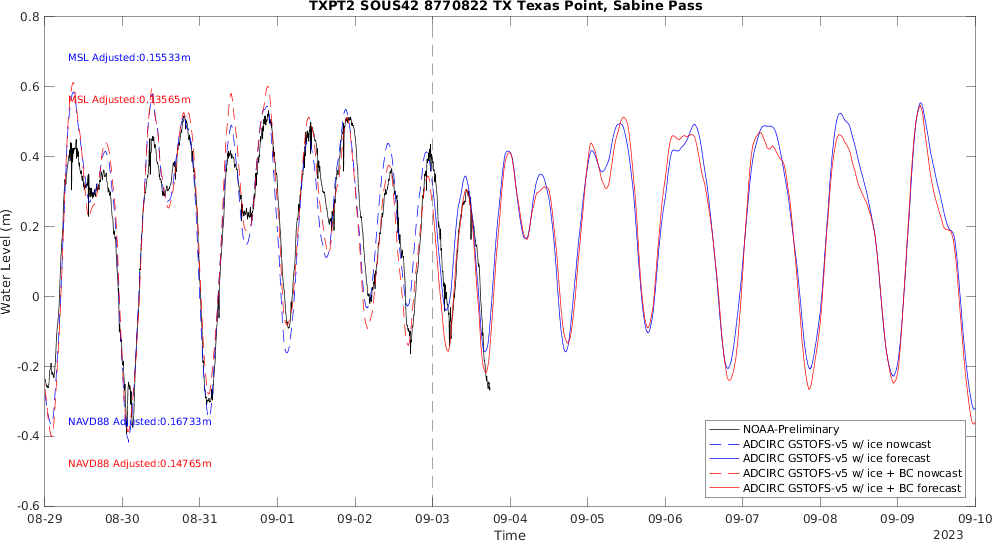 TXPT2 SOUS42 8770822 TX Texas Point, Sabine Pass
0.8
0.6
0.4
0.2
0
-0.2
-0.4
-0.6
Water Level (m)
MSL Adjusted:0.15533m
MSL Adjusted:0.13565m
NAVD88 Adjusted:0.16733m
NAVD88 Adjusted:0.14765m
NOAA-Preliminary
ADCIRC GSTOFS-v5 w/ ice nowcast
ADCIRC GSTOFS-v5 w/ ice forecast
ADCIRC GSTOFS-v5 w/ ice + BC nowcast
ADCIRC GSTOFS-v5 w/ ice + BC forecast
08-29 08-30 08-31 09-01 09-02 09-03 09-04 09-05 09-06 09-07 09-08 09-09 09-10
Time
2023